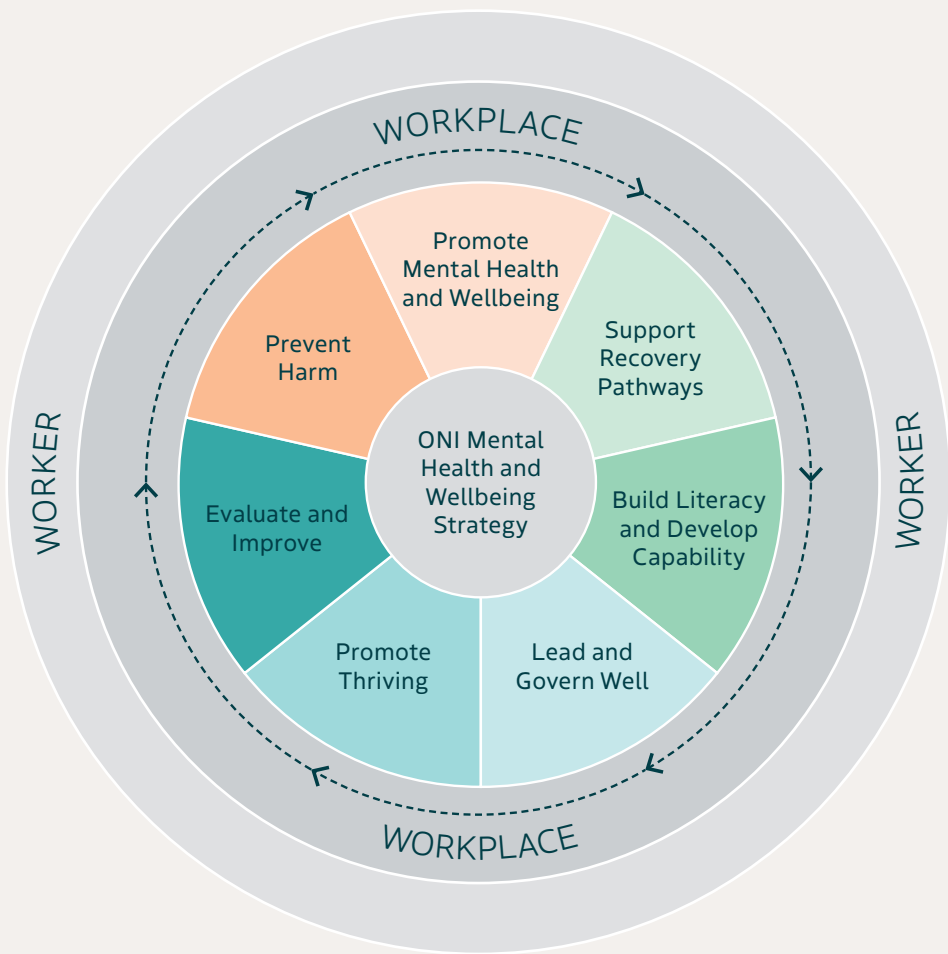 WORKPLACE
Promote
Mental Health
and Wellbeing
Support
Recovery
Pathways
Prevent
Harm
WORKER
ONI Mental
Health and
Wellbeing
Strategy
WORKER
Build Literacy
and Develop
Capability
Evaluate and
Improve
Promote
Thriving
Lead and
Govern Well
WORKPLACE